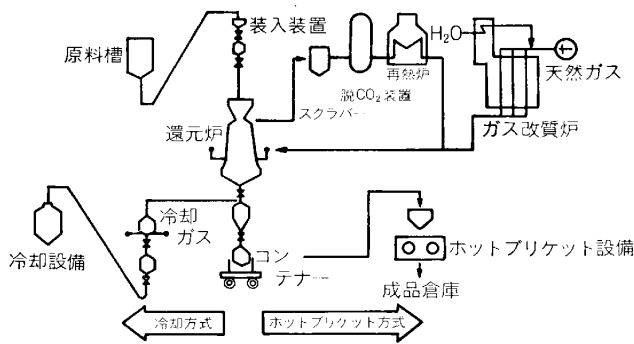 装入装置
原料槽
H₂O
天然ガス
再熱炉
脱CO₂装置
スクラバー
ガス改質炉
還元炉
冷却
ガス
冷却設備
コン
テナー
ホットブリケット設備
成品倉庫
冷却方式
ホットブリケット方式